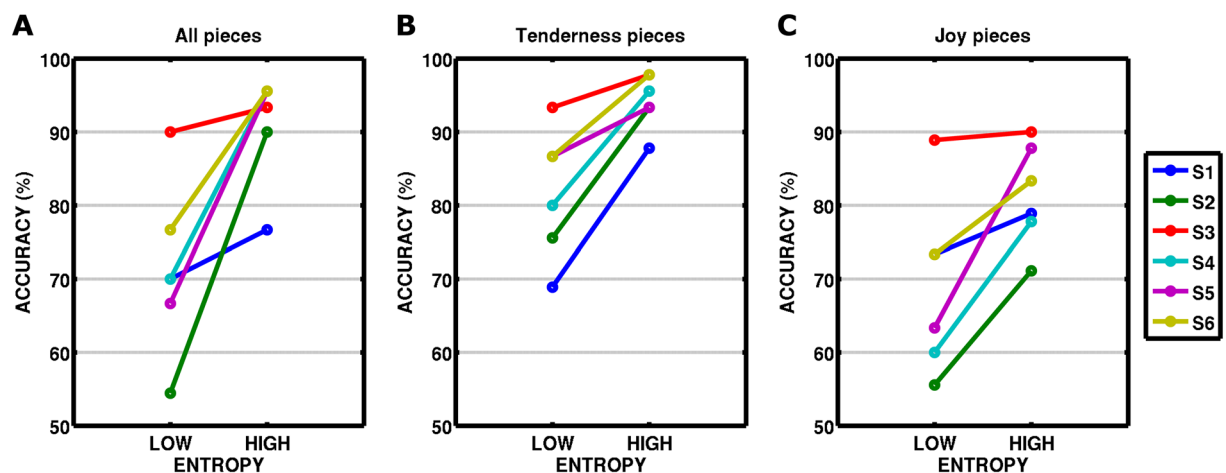 A
All pieces
ACCURACY (%)
100
90
80
70
60
50
LOW HIGH
ENTROPY
B
Tenderness pieces
ACCURACY (%)
100
90
80
70
60
50
LOW HIGH
ENTROPY
C
Joy pieces
ACCURACY (%)
100
90
80
70
60
50
LOW HIGH
ENTROPY
S1
S2
S3
S4
S5
S6